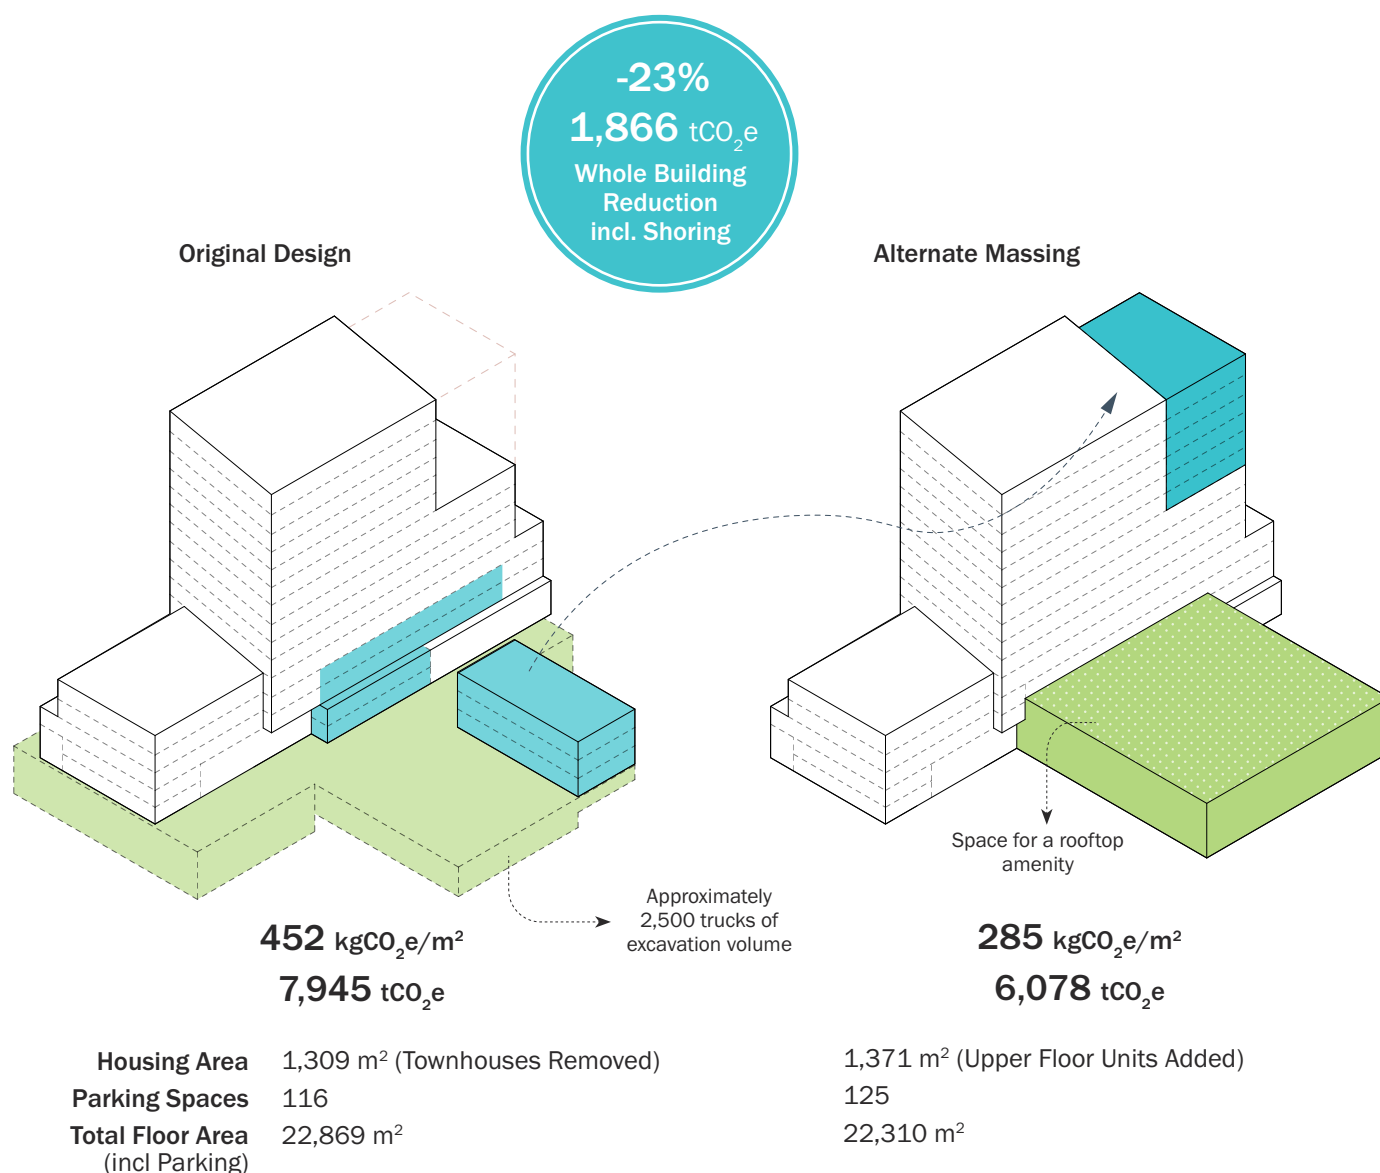 -23%
1,866 tCO₂e
Whole Building
Reduction
incl. Shoring
Original Design
Alternate Massing
Space for a rooftop
amenity
Approximately
2,500 trucks of
excavation volume
452 kgCO₂e/m²
7,945 tCO₂e
285 kgCO₂e/m²
6,078 tCO₂e
Housing Area 1,309 m² (Townhouses Removed) 1,371 m² (Upper Floor Units Added)
Parking Spaces 116 125
Total Floor Area 22,869 m² 22,310 m²
(incl Parking)